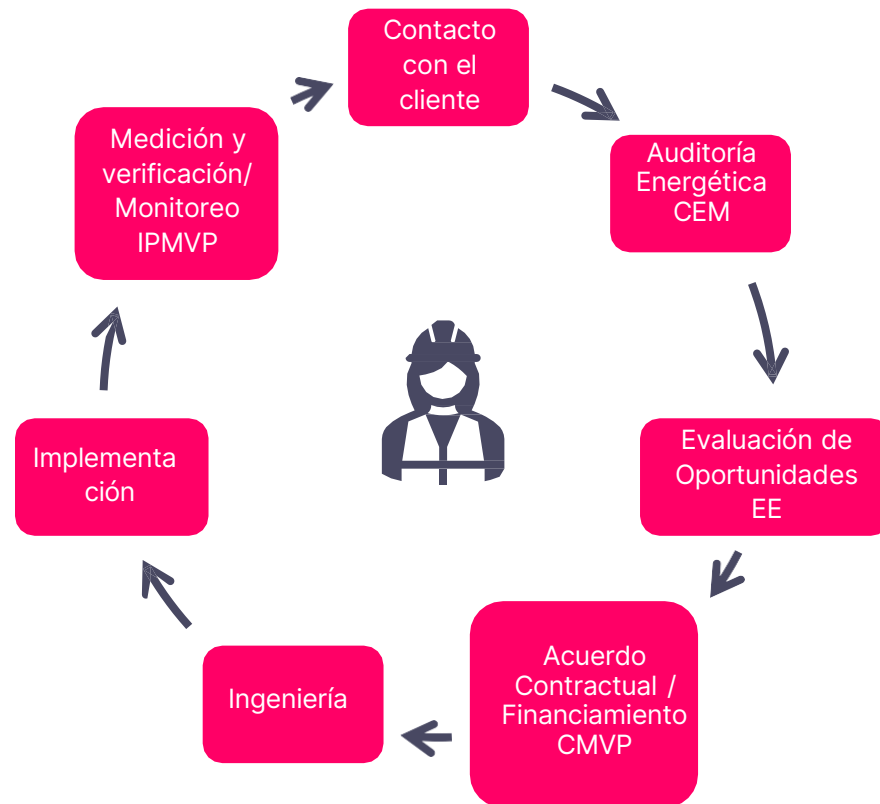 Contacto
con el
cliente
Auditoría
Energética
CEM
Evaluación de
Oportunidades
EE
Acuerdo
Contractual /
Financiamiento
CMVP
Ingeniería
Implementa
ción
Medición y
verificación/
Monitoreo
IPMVP